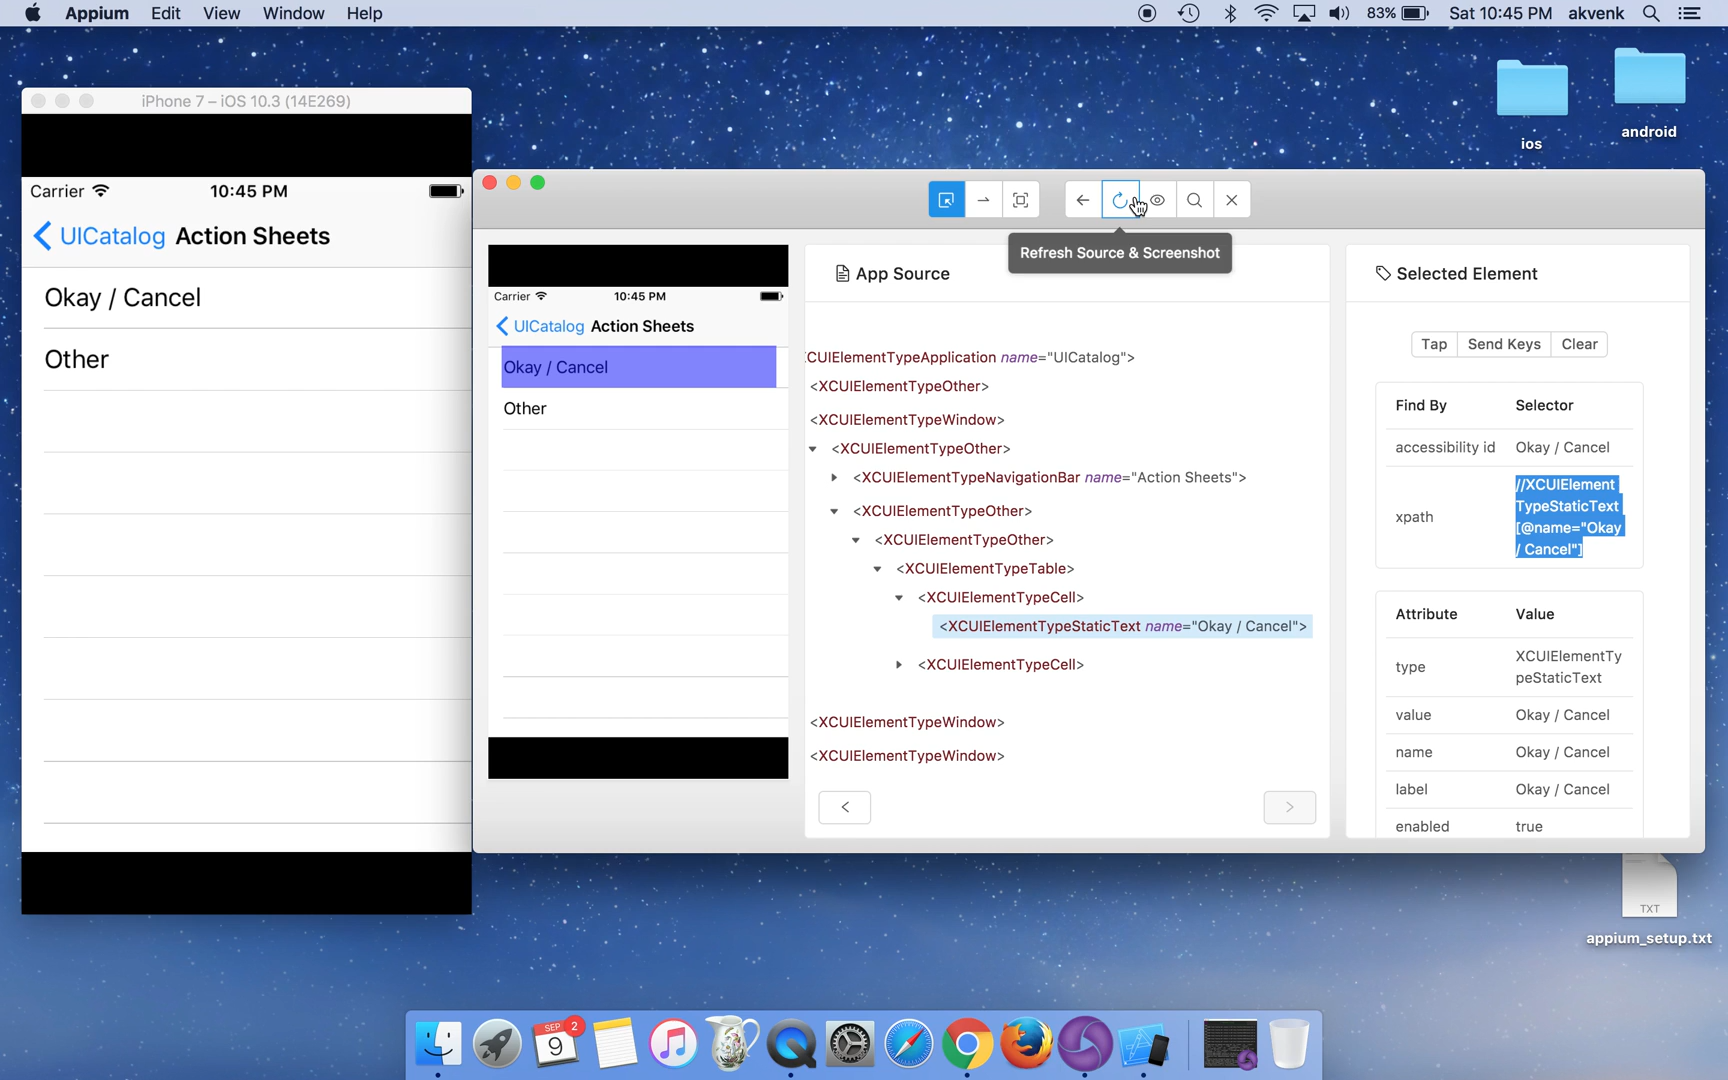 Appium Edit View Window Help
83% Sat 10:45 PM akvenk
ios
android
iPhone 7 – iOS 10.3 (14E269)
Carrier 10:45 PM
UICatalog Action Sheets
Okay / Cancel
Other
Refresh Source & Screenshot
Carrier 10:45 PM
UICatalog Action Sheets
Okay / Cancel
Other
App Source
XCUIElementTypeApplication name="UICatalog">
<XCUIElementTypeOther>
<XCUIElementTypeWindow>
<XCUIElementTypeOther>
<XCUIElementTypeNavigationBar name="Action Sheets">
<XCUIElementTypeOther>
<XCUIElementTypeOther>
<XCUIElementTypeTable>
<XCUIElementTypeCell>
<XCUIElementTypeStaticText name="Okay / Cancel">
<XCUIElementTypeCell>
<XCUIElementTypeWindow>
<XCUIElementTypeWindow>
Selected Element
Tap Send Keys Clear
Find By Selector
accessibility id Okay / Cancel
xpath //XCUIElement
TypeStaticText
[@name="Okay
/ Cancel"]
Attribute Value
type XCUIElementTy
peStaticText
value Okay / Cancel
name Okay / Cancel
label Okay / Cancel
enabled true
TXT
appium_setup.txt
SEP 2
9